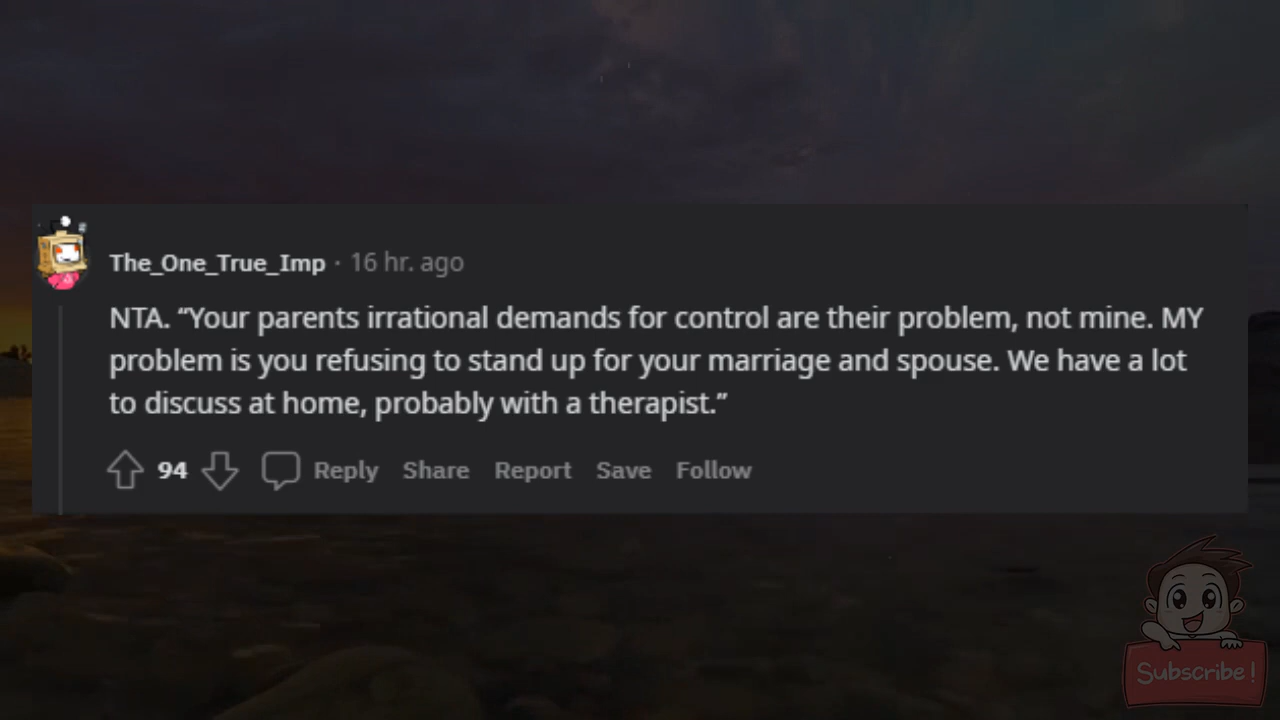 The_One_True_Imp · 16 hr. ago
NTA. “Your parents irrational demands for control are their problem, not mine. MY
problem is you refusing to stand up for your marriage and spouse. We have a lot
to discuss at home, probably with a therapist.”
94 Reply Share Report Save Follow
Subscribe!